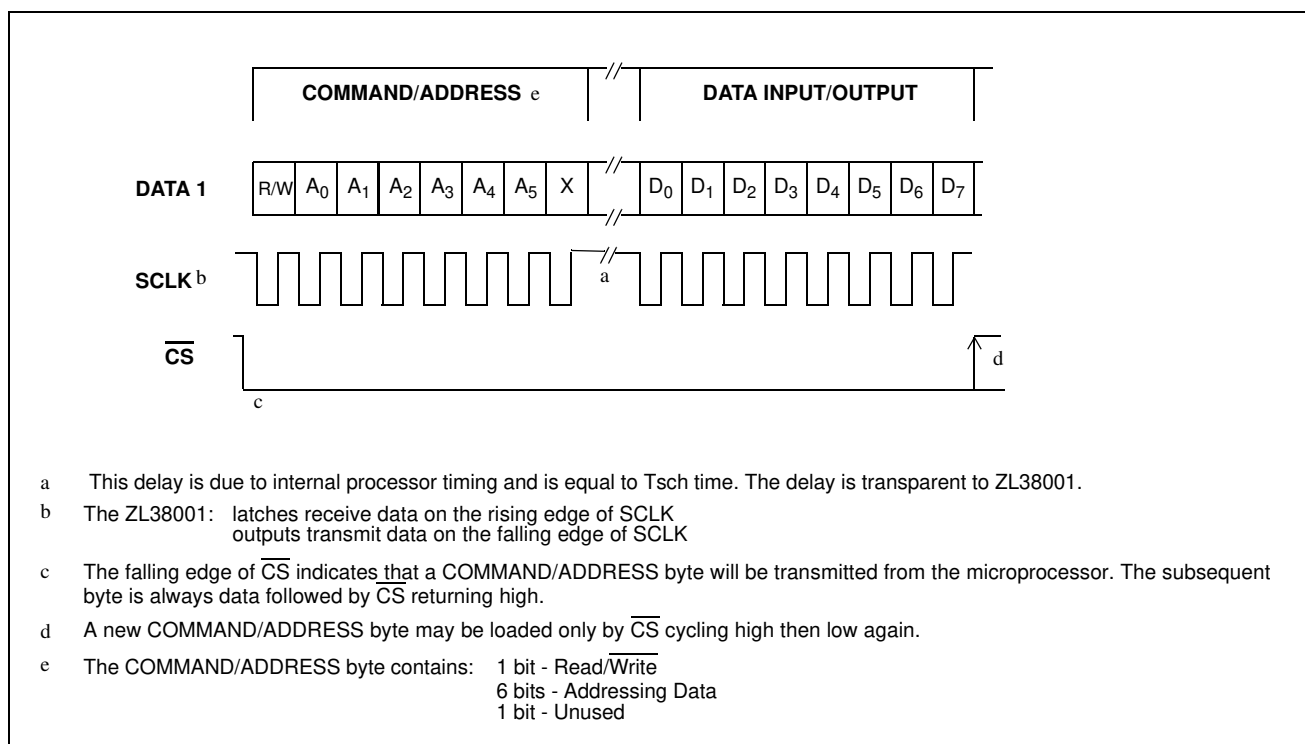 COMMAND/ADDRESS e
DATA INPUT/OUTPUT
DATA 1
R/W A0 A1 A2 A3 A4 A5 X
D0 D1 D2 D3 D4 D5 D6 D7
SCLK b
a
CS
d
c
a This delay is due to internal processor timing and is equal to Tsch time. The delay is transparent to ZL38001.
b The ZL38001: latches receive data on the rising edge of SCLK
outputs transmit data on the falling edge of SCLK
c The falling edge of CS indicates that a COMMAND/ADDRESS byte will be transmitted from the microprocessor. The subsequent
byte is always data followed by CS returning high.
d A new COMMAND/ADDRESS byte may be loaded only by CS cycling high then low again.
e The COMMAND/ADDRESS byte contains: 1 bit - Read/Write
6 bits - Addressing Data
1 bit - Unused